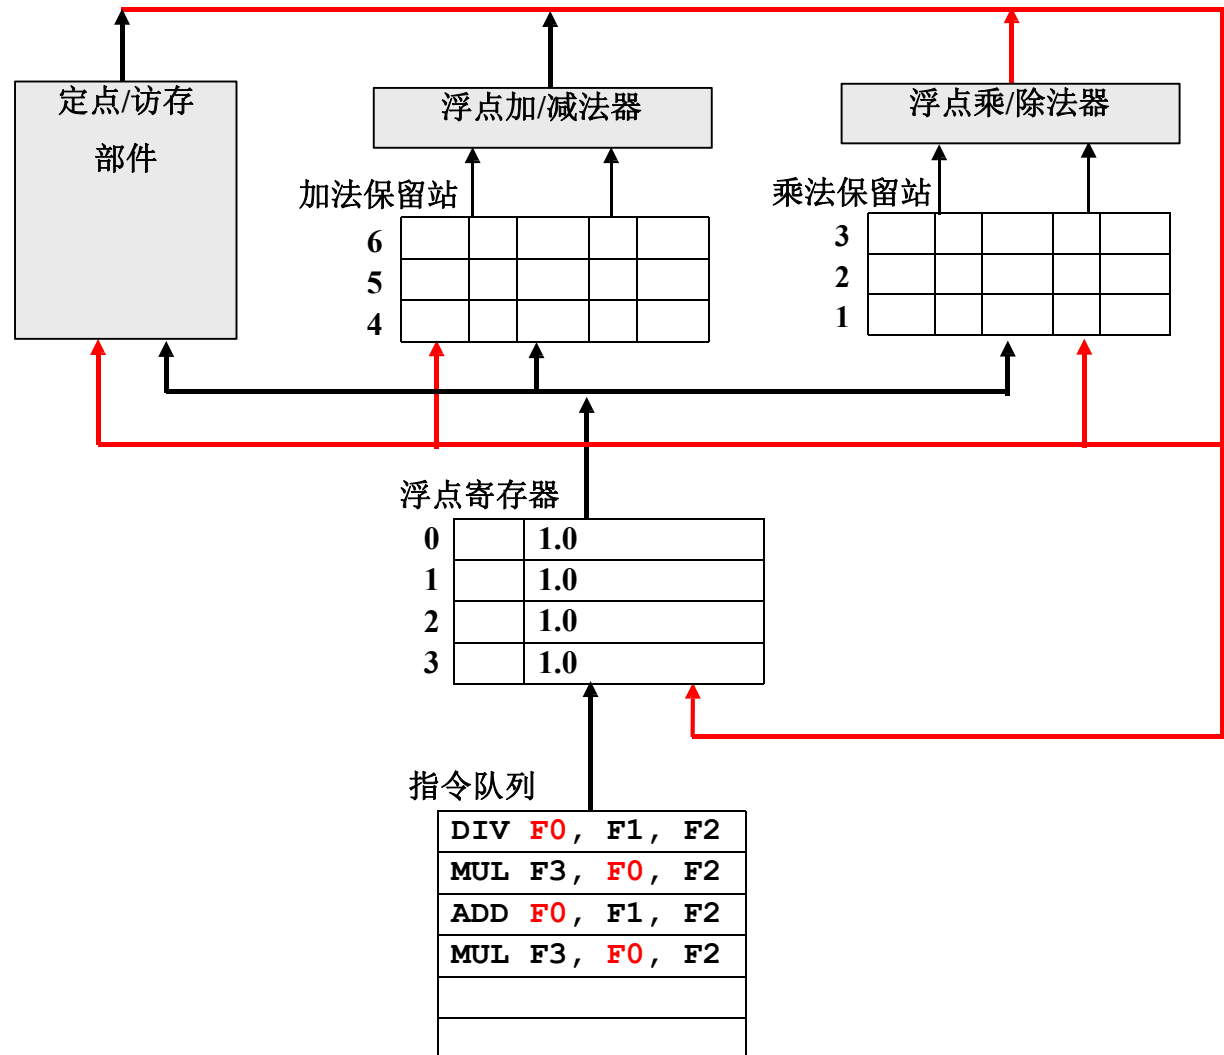 定点/访存
部件
浮点加/减法器
浮点乘/除法器
加法保留站
乘法保留站
6
5
4
3
2
1
浮点寄存器
0 1.0
1 1.0
2 1.0
3 1.0
指令队列
DIV F0, F1, F2
MUL F3, F0, F2
ADD F0, F1, F2
MUL F3, F0, F2